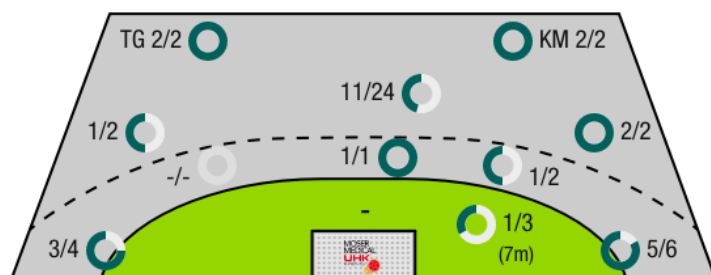 TG 2/2
KM 2/2
11/24
1/2
2/2
-/-
1/1
1/2
-
1/3
(7m)
3/4
5/6
MOSER
MEDICAL
UHK